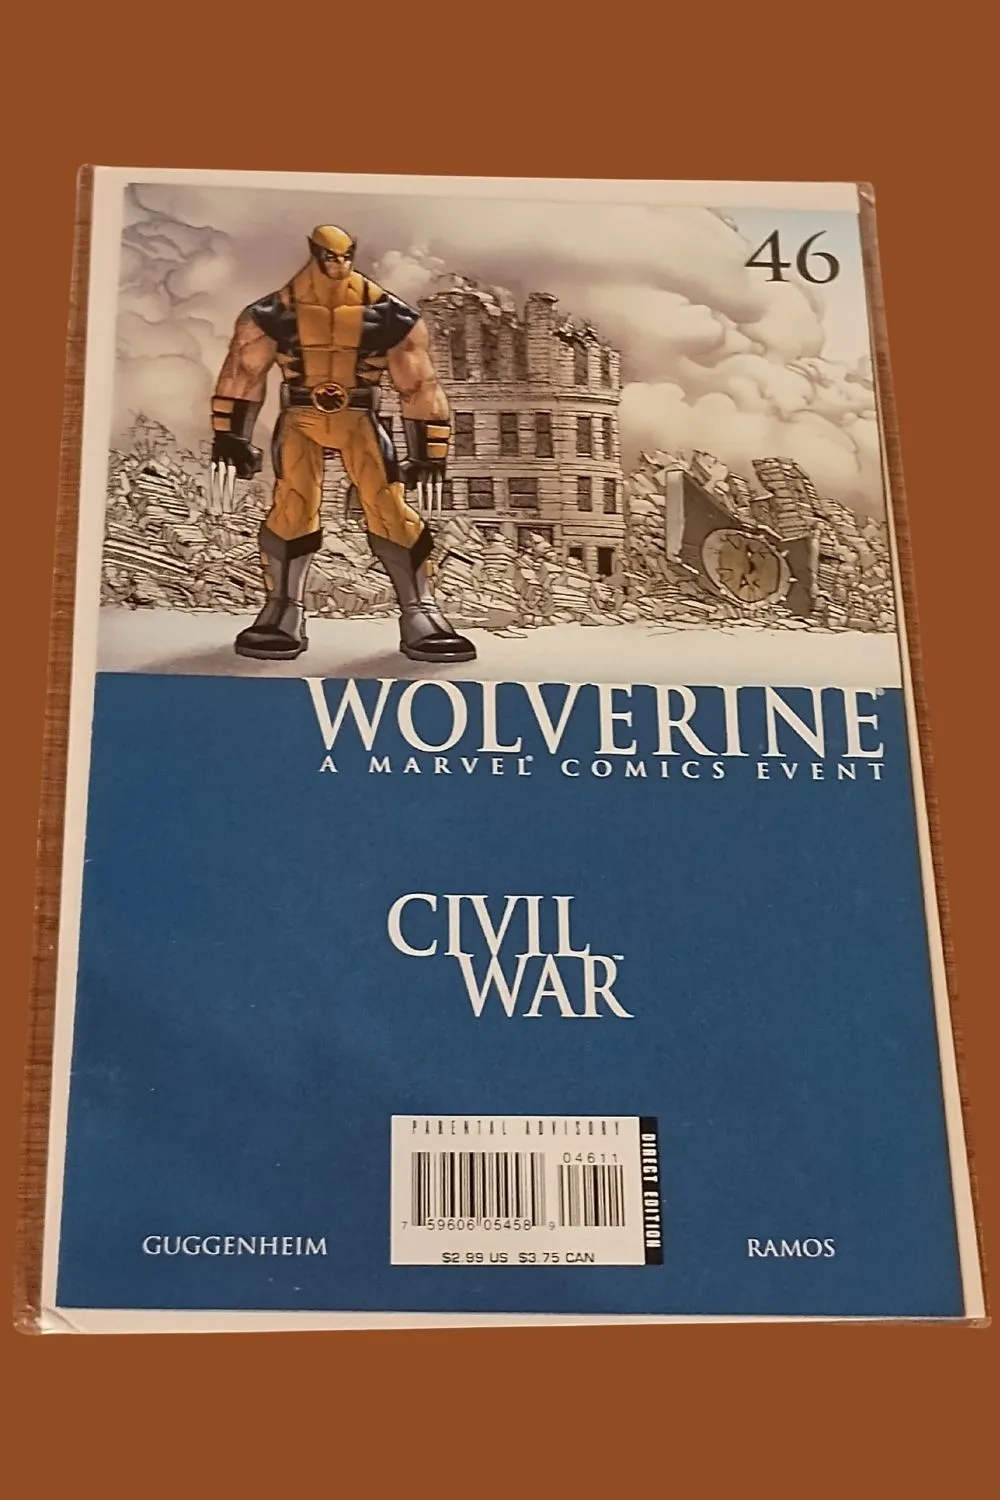 46
WOLVERINE®
A MARVEL® COMICS EVENT
CIVIL
WAR™
PARENTAL ADVISORY
04611
7 59606 05458 9
$2.99 US $3.75 CAN
DIRECT EDITION
GUGGENHEIM
RAMOS